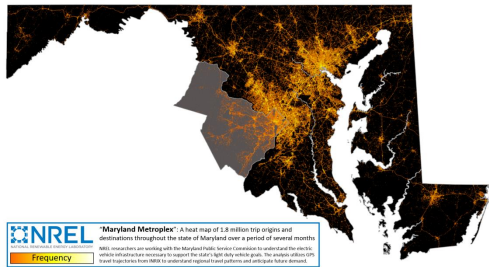 NREL
NATIONAL RENEWABLE ENERGY LABORATORY
Frequency
"Maryland Metroplex": A heat map of 1.8 million trip origins and
destinations throughout the state of Maryland over a period of several months
NREL researchers are working with the Maryland Public Service Commision to understand the electric
vehicle infrastructure necessary to support the state's light duty vehicle goals. The analysis utilizes GPS
travel trajectories from INRIX to understand regional travel patterns and anticipate future demand.